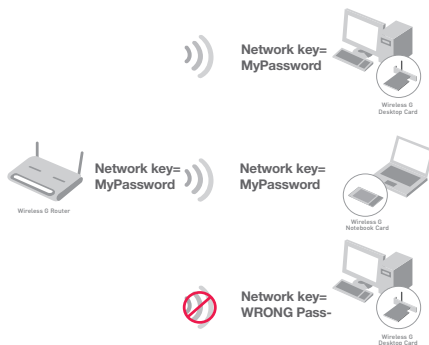 Network key=
MyPassword
Wireless G
Desktop Card
Network key=
MyPassword
Wireless G Router
Network key=
MyPassword
Wireless G
Notebook Card
Network key=
WRONG Pass-
Wireless G
Desktop Card